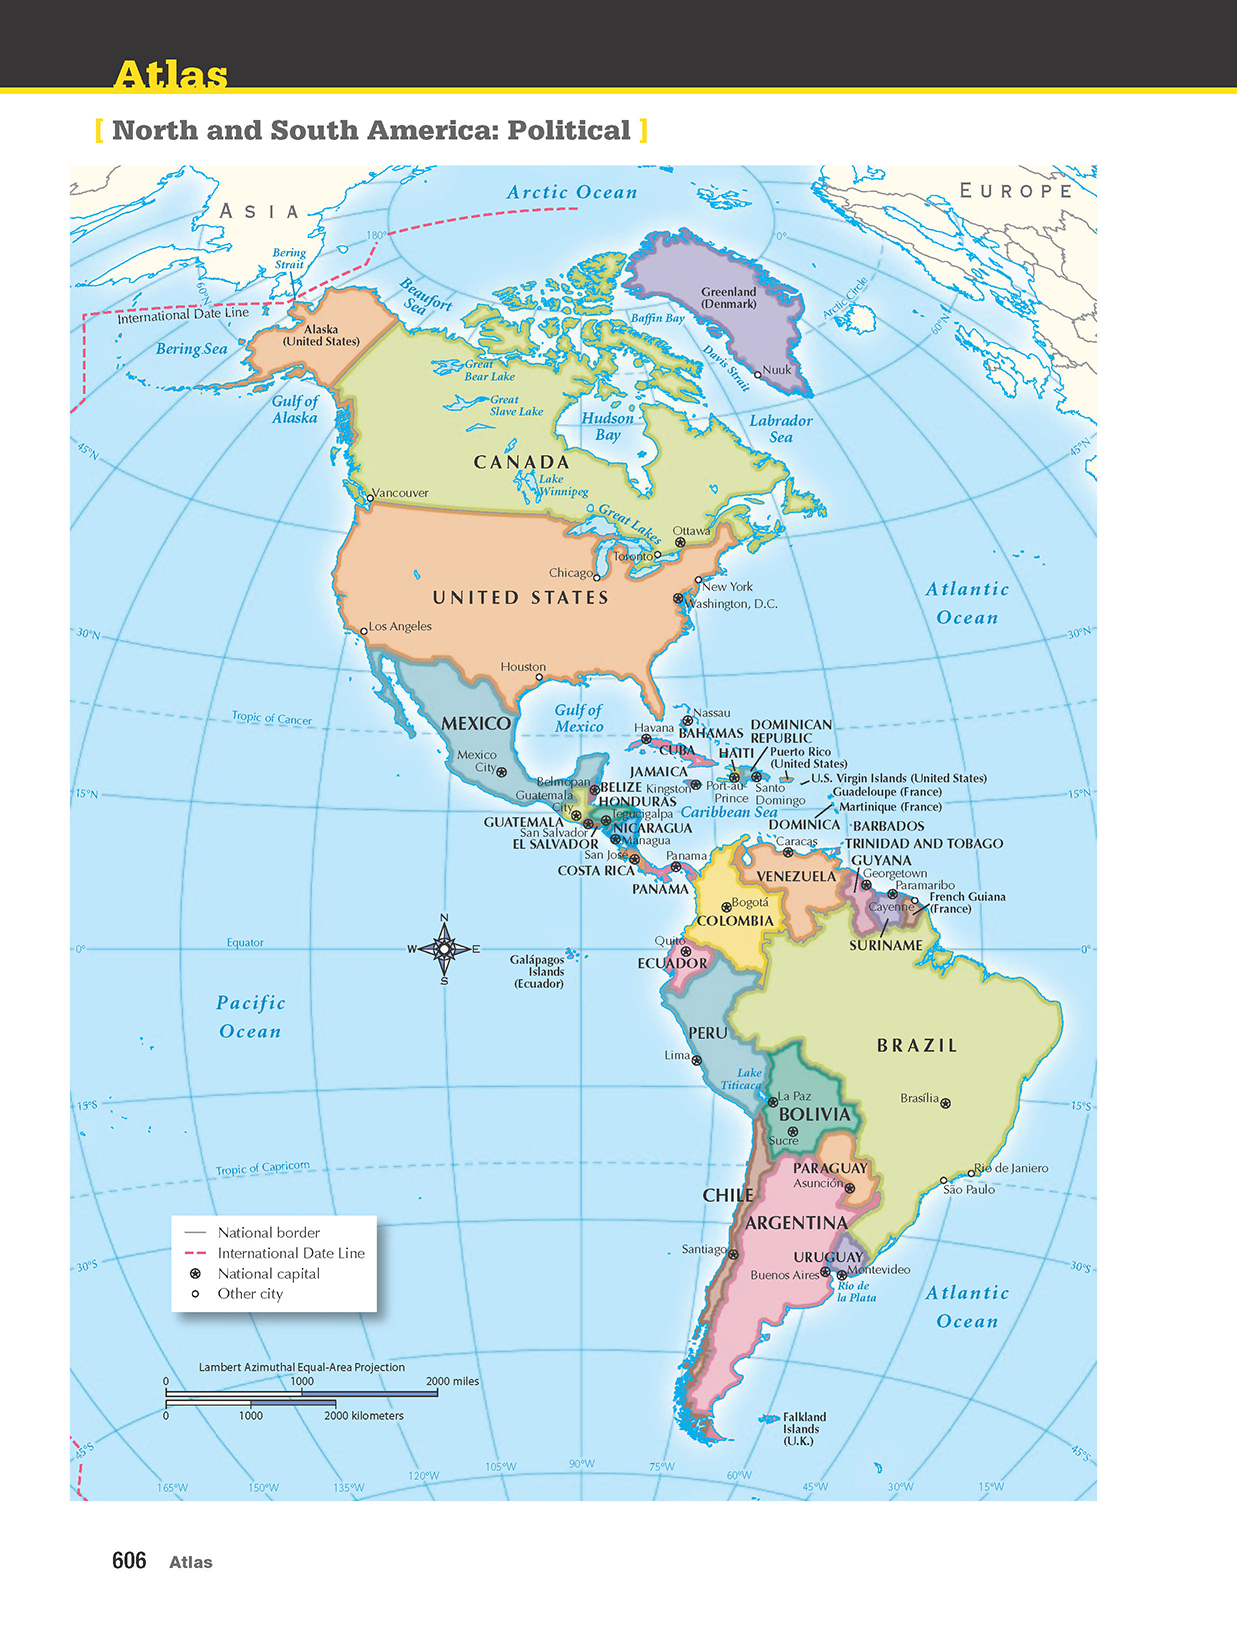 Atlas
[ North and South America: Political ]
Arctic Ocean
EUROPE
ASIA
180°
0°
Bering
Strait
60°N
Beaufort
Sea
Greenland
(Denmark)
Arctic Circle
60°N
International Date Line
Baffin Bay
Alaska
(United States)
Bering Sea
Davis Strait
Great
Bear Lake
Nuuk
Gulf of
Alaska
Great
Slave Lake
Hudson
Bay
Labrador
Sea
45°N
45°N
CANADA
Lake
Winnipeg
Vancouver
Great Lakes
Ottawa
Toronto
Chicago
New York
Washington, D.C.
UNITED STATES
Atlantic
Ocean
Los Angeles
30°N
30°N
Houston
Tropic of Cancer
Gulf of
Mexico
MEXICO
Nassau
Havana
BAHAMAS
DOMINICAN
REPUBLIC
CUBA
HAITI
Puerto Rico
(United States)
Mexico
City
JAMAICA
U.S. Virgin Islands (United States)
Belmopan
BELIZE
Kingston
Port-au-
Prince
Santo
Domingo
Guadeloupe (France)
15°N
15°N
Guatemala
City
HONDURAS
Martinique (France)
Tegucigalpa
Caribbean Sea
GUATEMALA
NICARAGUA
DOMINICA
BARBADOS
San Salvador
EL SALVADOR
Managua
Caracas
TRINIDAD AND TOBAGO
San José
Panama
GUYANA
COSTA RICA
VENEZUELA
Georgetown
PANAMA
Paramaribo
French Guiana
(France)
Bogotá
Cayenne
COLOMBIA
N
W
E
S
0°
Equator
Quito
SURINAME
0°
Galápagos
Islands
(Ecuador)
ECUADOR
Pacific
Ocean
PERU
BRAZIL
Lima
Lake
Titicaca
La Paz
Brasília
15°S
15°S
BOLIVIA
Sucre
Tropic of Capricorn
PARAGUAY
Rio de Janiero
Asunción
São Paulo
CHILE
ARGENTINA
National border
International Date Line
National capital
Other city
Santiago
URUGUAY
30°S
30°S
Buenos Aires
Montevideo
Río de
la Plata
Atlantic
Ocean
Lambert Azimuthal Equal-Area Projection
0 1000 2000 miles
0 1000 2000 kilometers
Falkland
Islands
(U.K.)
45°S
45°S
165°W 150°W 135°W 120°W 105°W 90°W 75°W 60°W 45°W 30°W 15°W
606 Atlas